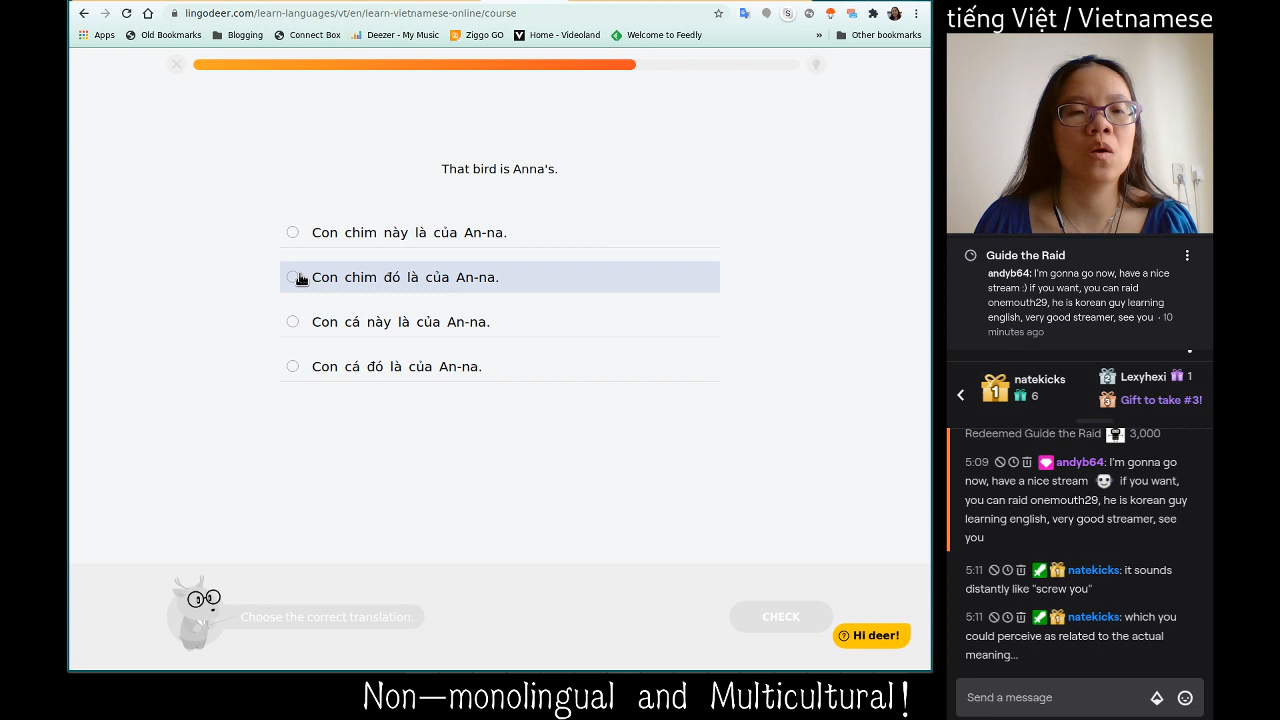 lingodeer.com/learn-languages/vt/en/learn-vietnamese-online/course
Apps Old Bookmarks Blogging Connect Box Deezer - My Music Ziggo GO Home - Videoland Welcome to Feedly » Other bookmarks
That bird is Anna's.
Con chim này là của An-na.
Con chim đó là của An-na.
Con cá này là của An-na.
Con cá đó là của An-na.
Choose the correct translation.
CHECK
Hi deer!
tiếng Việt / Vietnamese
Guide the Raid
andyb64: I'm gonna go now, have a nice
stream :) if you want, you can raid
onemouth29, he is korean guy learning
english, very good streamer, see you · 10
minutes ago
natekicks
6
Lexyhexi 1
Gift to take #3!
Redeemed Guide the Raid 3,000
5:09 andyb64: I'm gonna go
now, have a nice stream if you want,
you can raid onemouth29, he is korean guy
learning english, very good streamer, see
you
5:11 natekicks: it sounds
distantly like "screw you"
5:11 natekicks: which you
could perceive as related to the actual
meaning...
Send a message
Non-monolingual and Multicultural!